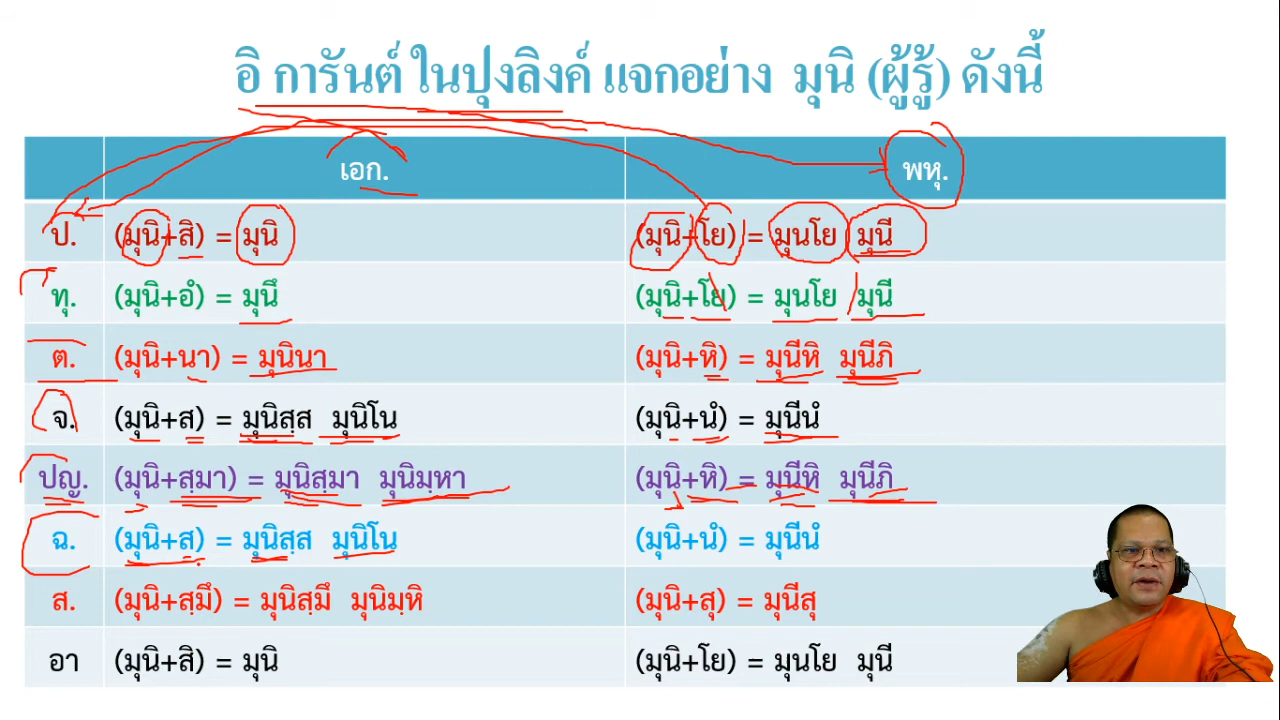 อิ การันต์ ในปุงลิงค์ แจกอย่าง มุนิ (ผู้รู้) ดังนี้
เอก. พหุ.
ป. (มุนิ+สิ) = มุนิ (มุนิ+โย) = มุนโย มุนี
ทุ. (มุนิ+อํ) = มุนึ (มุนิ+โย) = มุนโย มุนี
ต. (มุนิ+นา) = มุนินา (มุนิ+หิ) = มุนีหิ มุนีภิ
จ. (มุนิ+ส) = มุนิสฺส มุนิโน (มุนิ+นํ) = มุนีนํ
ปญ. (มุนิ+สฺมา) = มุนิสฺมา มุนิมฺหา (มุนิ+หิ) = มุนีหิ มุนีภิ
ฉ. (มุนิ+ส) = มุนิสฺส มุนิโน (มุนิ+นํ) = มุนีนํ
ส. (มุนิ+สฺมึ) = มุนิสฺมึ มุนิมฺหิ (มุนิ+สุ) = มุนีสุ
อา (มุนิ+สิ) = มุนิ (มุนิ+โย) = มุนโย มุนี